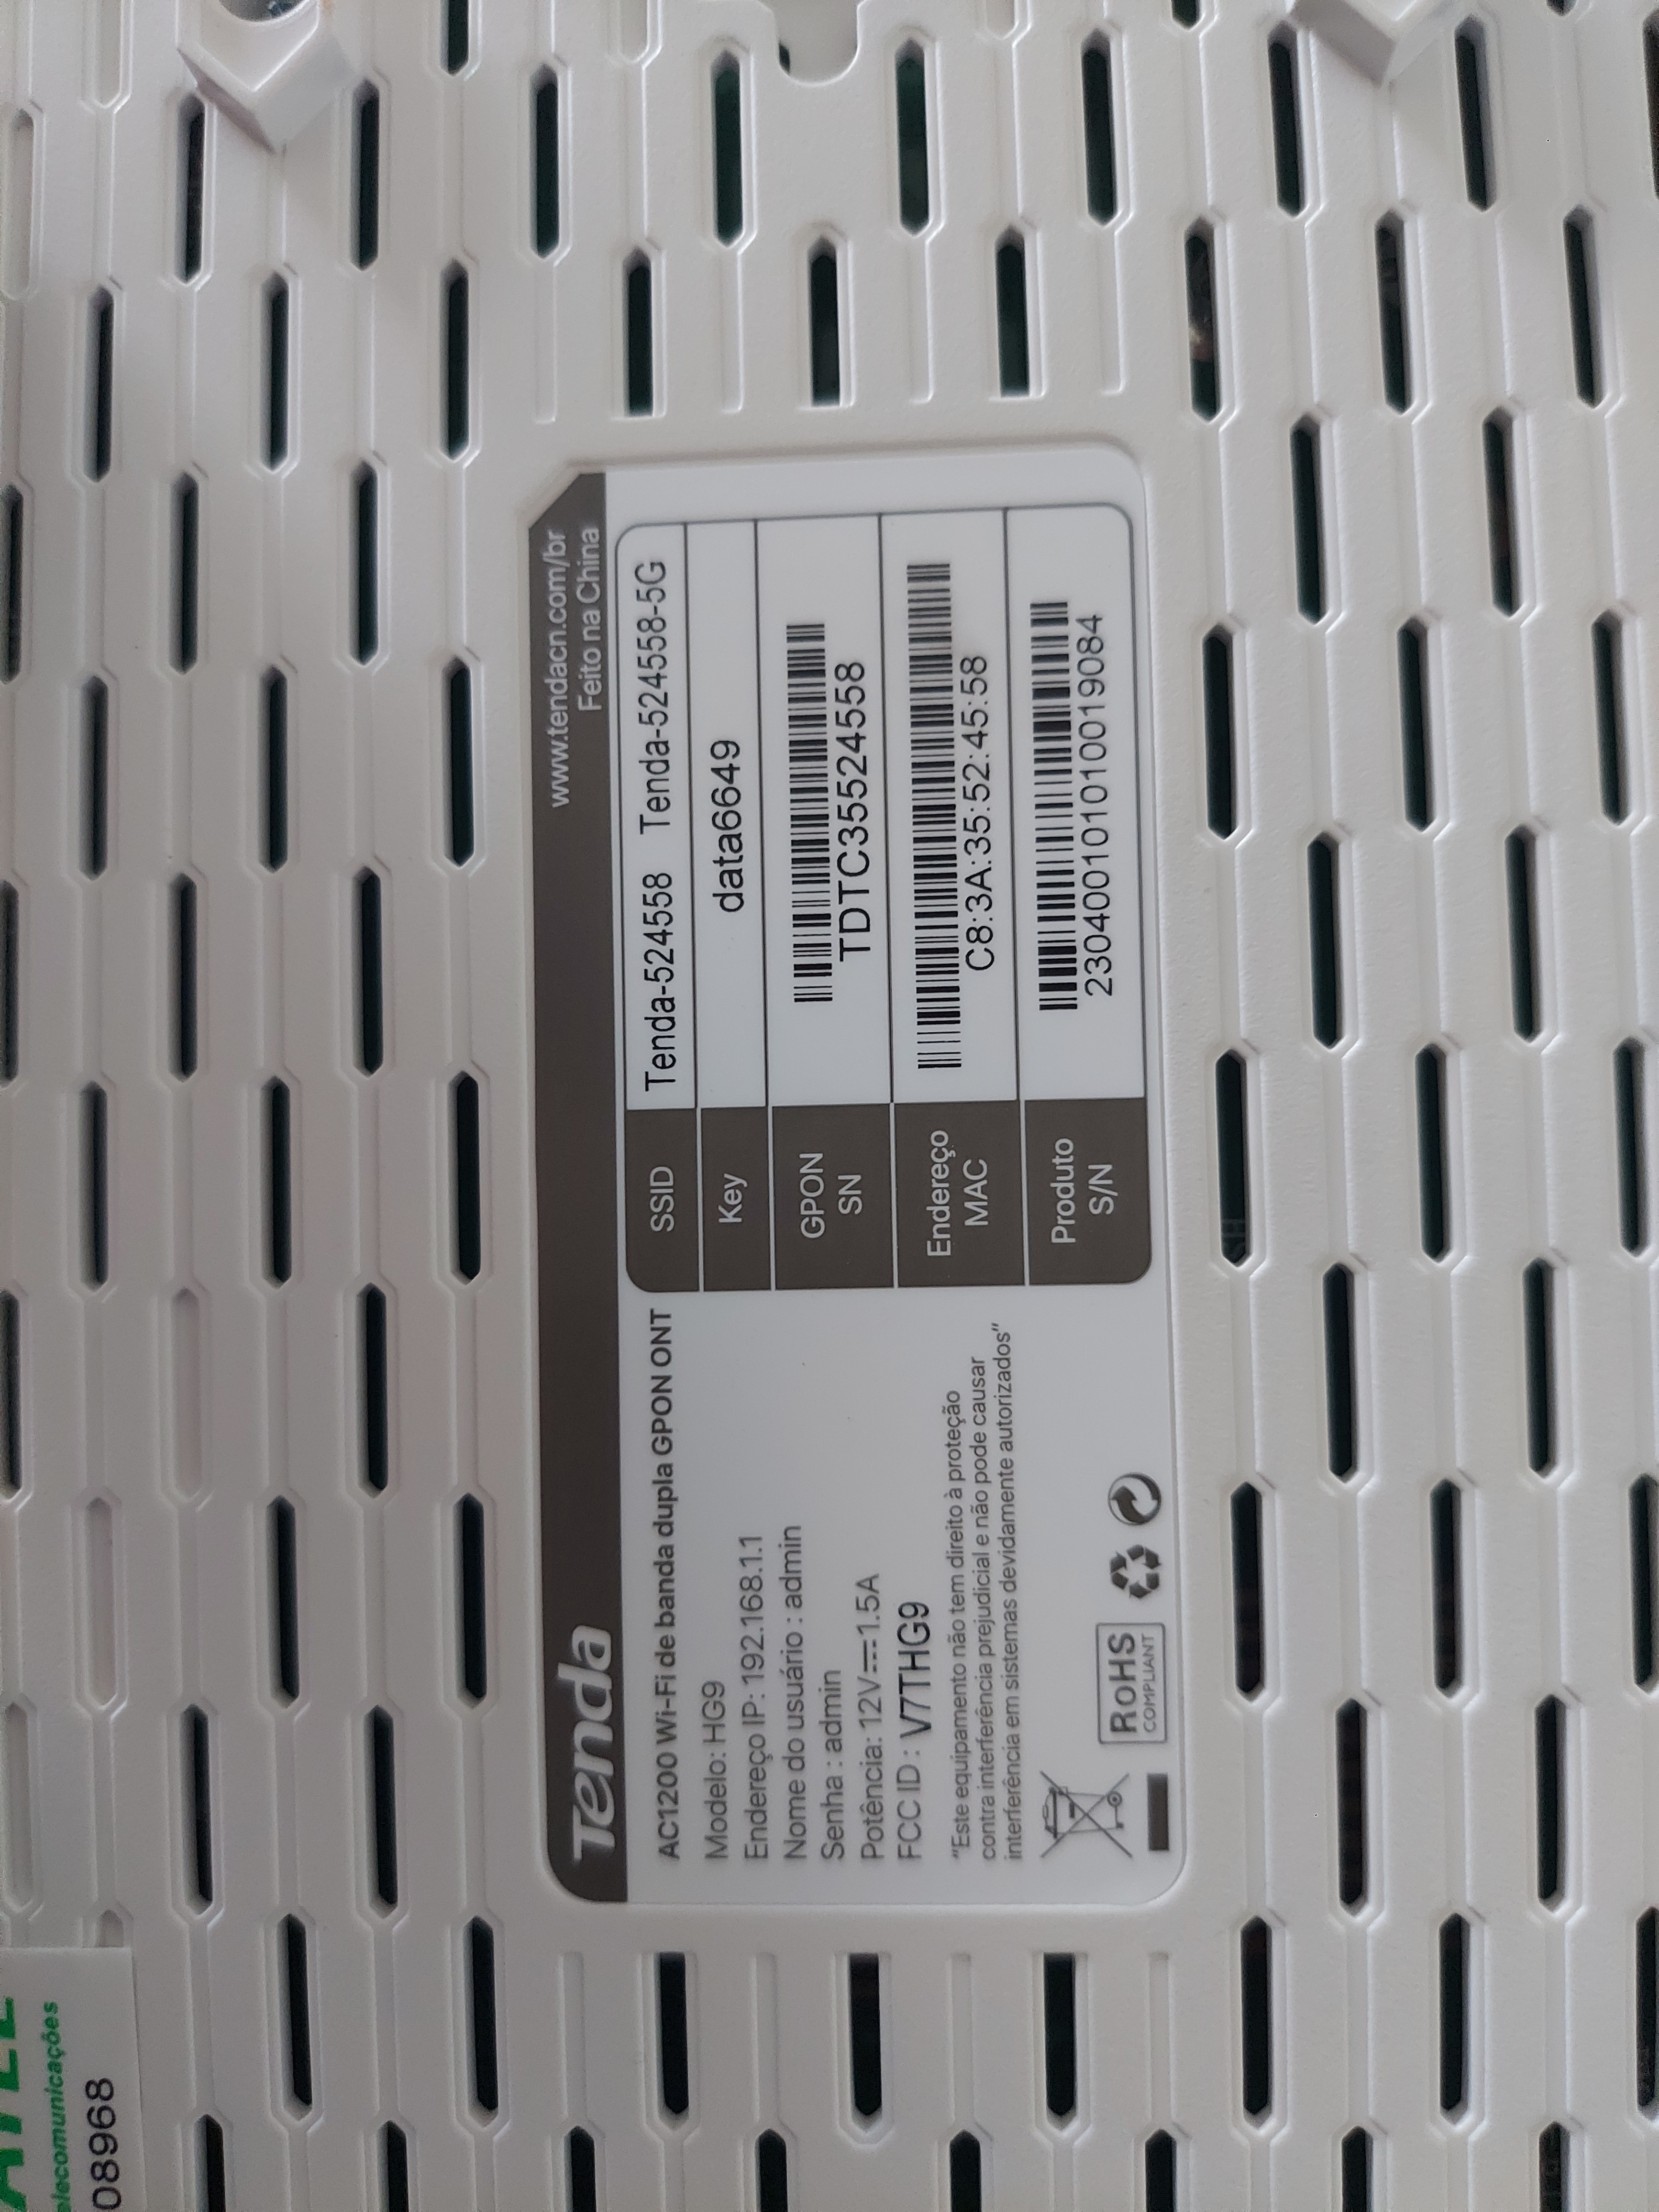 Tenda
www.tendacn.com/br
Feito na China
AC1200 Wi-Fi de banda dupla GPON ONT
Modelo: HG9
Endereço IP: 192.168.1.1
Nome do usuário : admin
Senha : admin
Potência: 12V⎓1.5A
FCC ID : V7THG9
"Este equipamento não tem direito à proteção
contra interferência prejudicial e não pode causar
interferência em sistemas devidamente autorizados"
RoHS
COMPLIANT
SSID Tenda-524558 Tenda-524558-5G
Key data6649
GPON
SN
TDTC35524558
Endereço
MAC
C8:3A:35:52:45:58
Produto
S/N
230400101010019084
08968